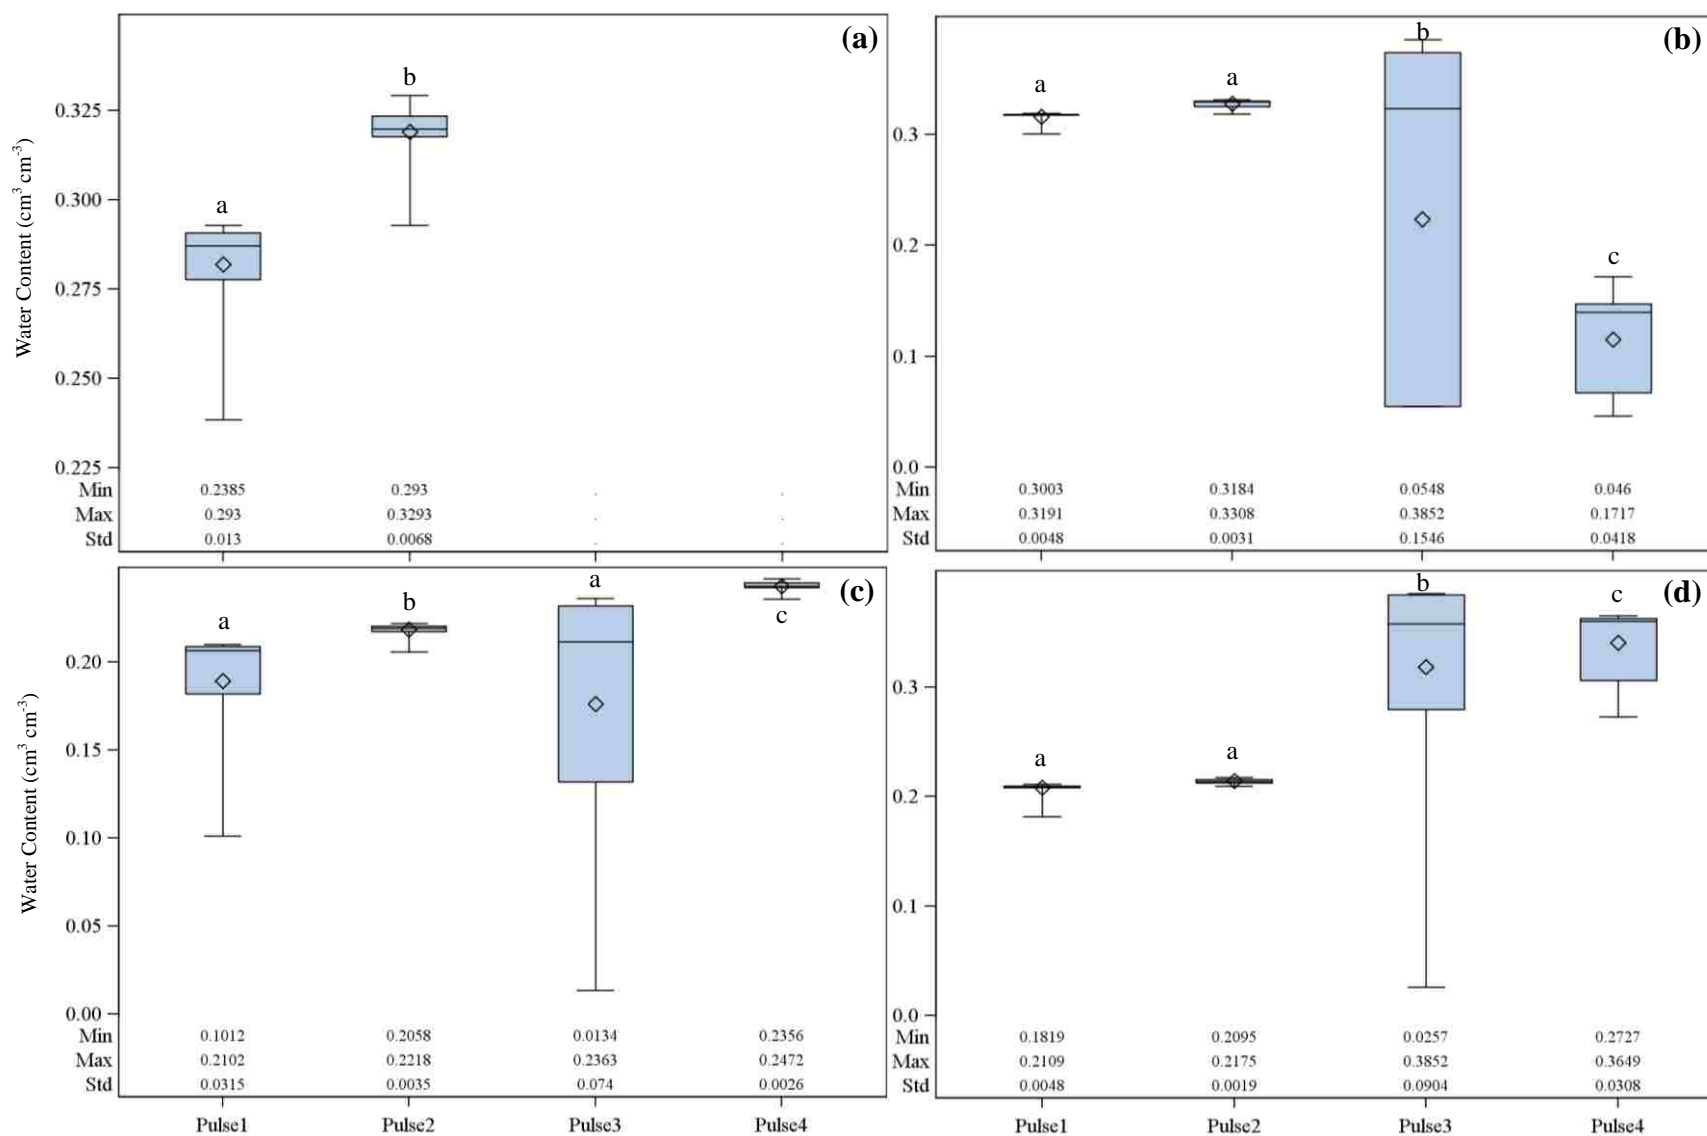 (a)
b
a
Water Content (cm³ cm⁻³)
0.325
0.300
0.275
0.250
0.225
Min 0.2385 0.293 . .
Max 0.293 0.3293 . .
Std 0.013 0.0068 . .
(b)
b
a a
c
0.3
0.2
0.1
0.0
Min 0.3003 0.3184 0.0548 0.046
Max 0.3191 0.3308 0.3852 0.1717
Std 0.0048 0.0031 0.1546 0.0418
(c)
a
b
a
c
Water Content (cm³ cm⁻³)
0.20
0.15
0.10
0.05
0.00
Min 0.1012 0.2058 0.0134 0.2356
Max 0.2102 0.2218 0.2363 0.2472
Std 0.0315 0.0035 0.074 0.0026
Pulse1 Pulse2 Pulse3 Pulse4
(d)
b
c
a a
0.3
0.2
0.1
0.0
Min 0.1819 0.2095 0.0257 0.2727
Max 0.2109 0.2175 0.3852 0.3649
Std 0.0048 0.0019 0.0904 0.0308
Pulse1 Pulse2 Pulse3 Pulse4